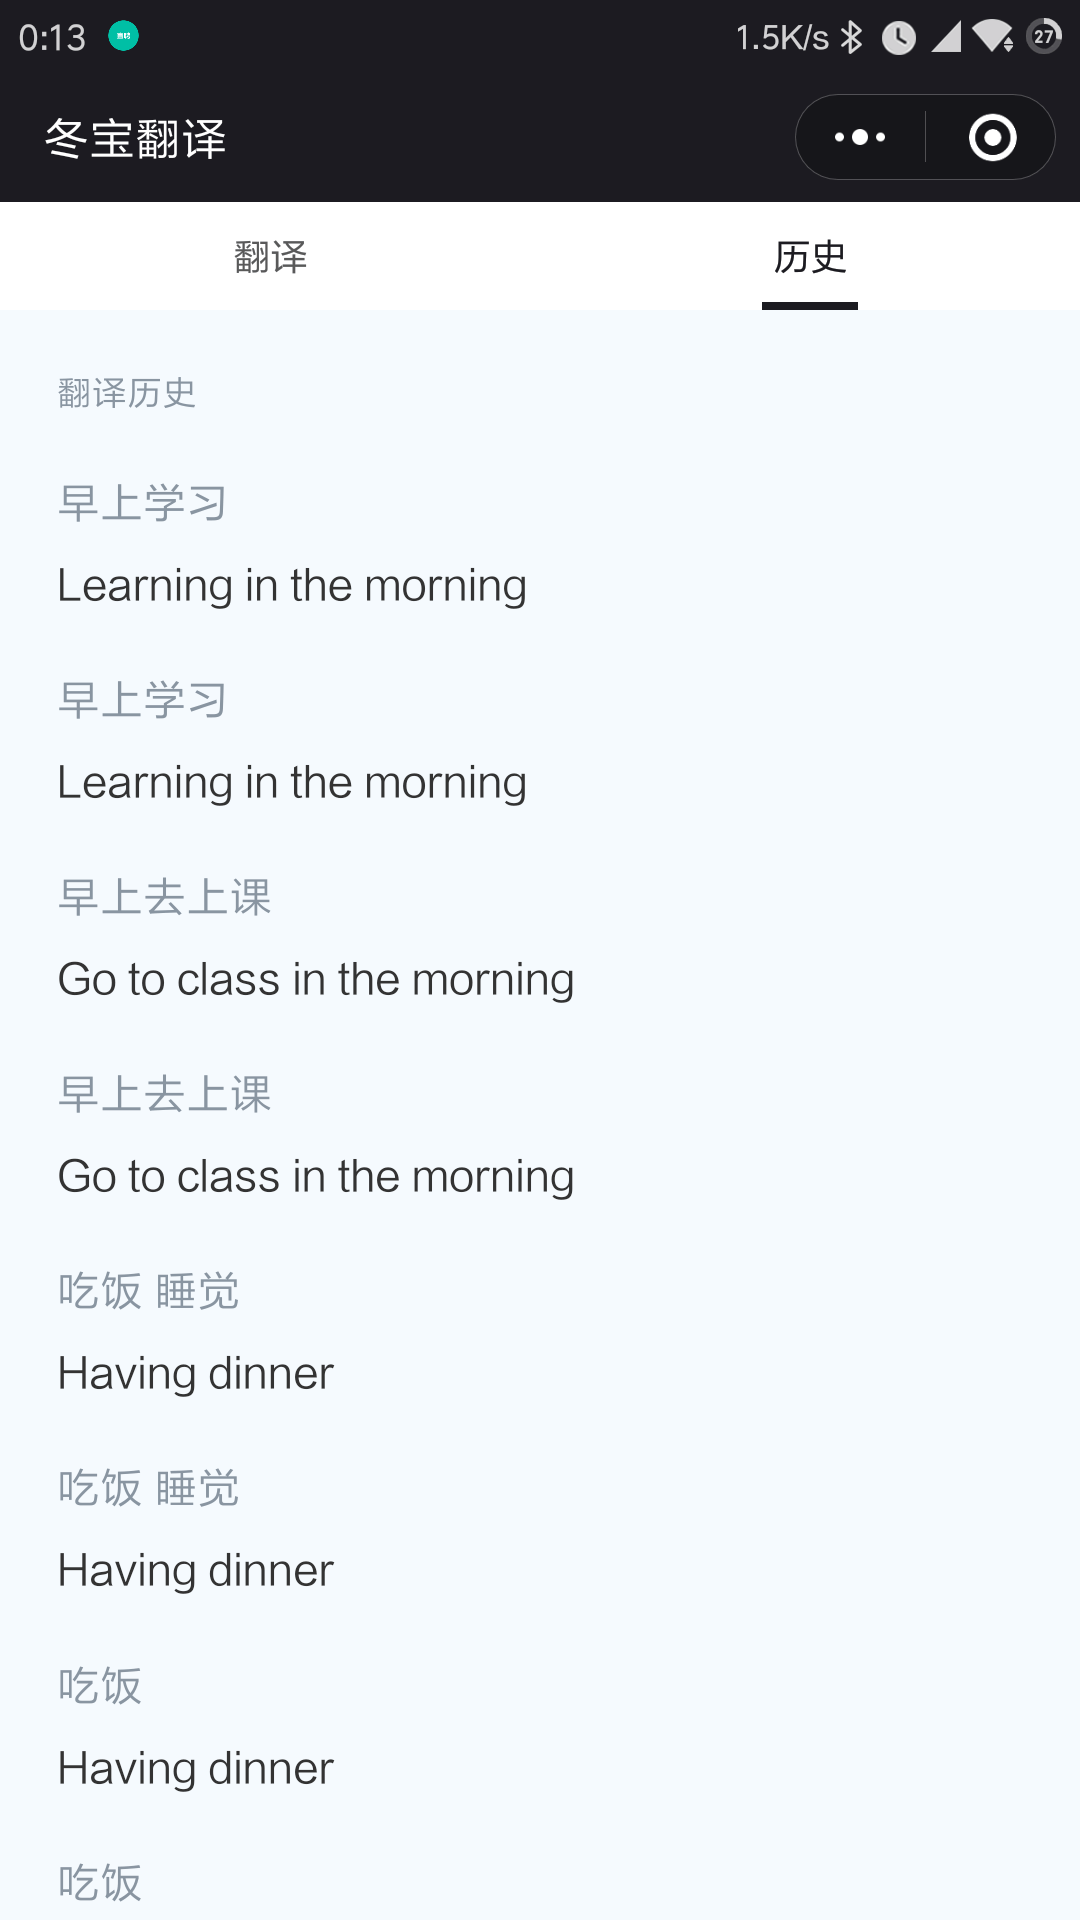 0:13
1.5K/s
27
冬宝翻译
翻译
历史
翻译历史
早上学习
Learning in the morning
早上学习
Learning in the morning
早上去上课
Go to class in the morning
早上去上课
Go to class in the morning
吃饭 睡觉
Having dinner
吃饭 睡觉
Having dinner
吃饭
Having dinner
吃饭